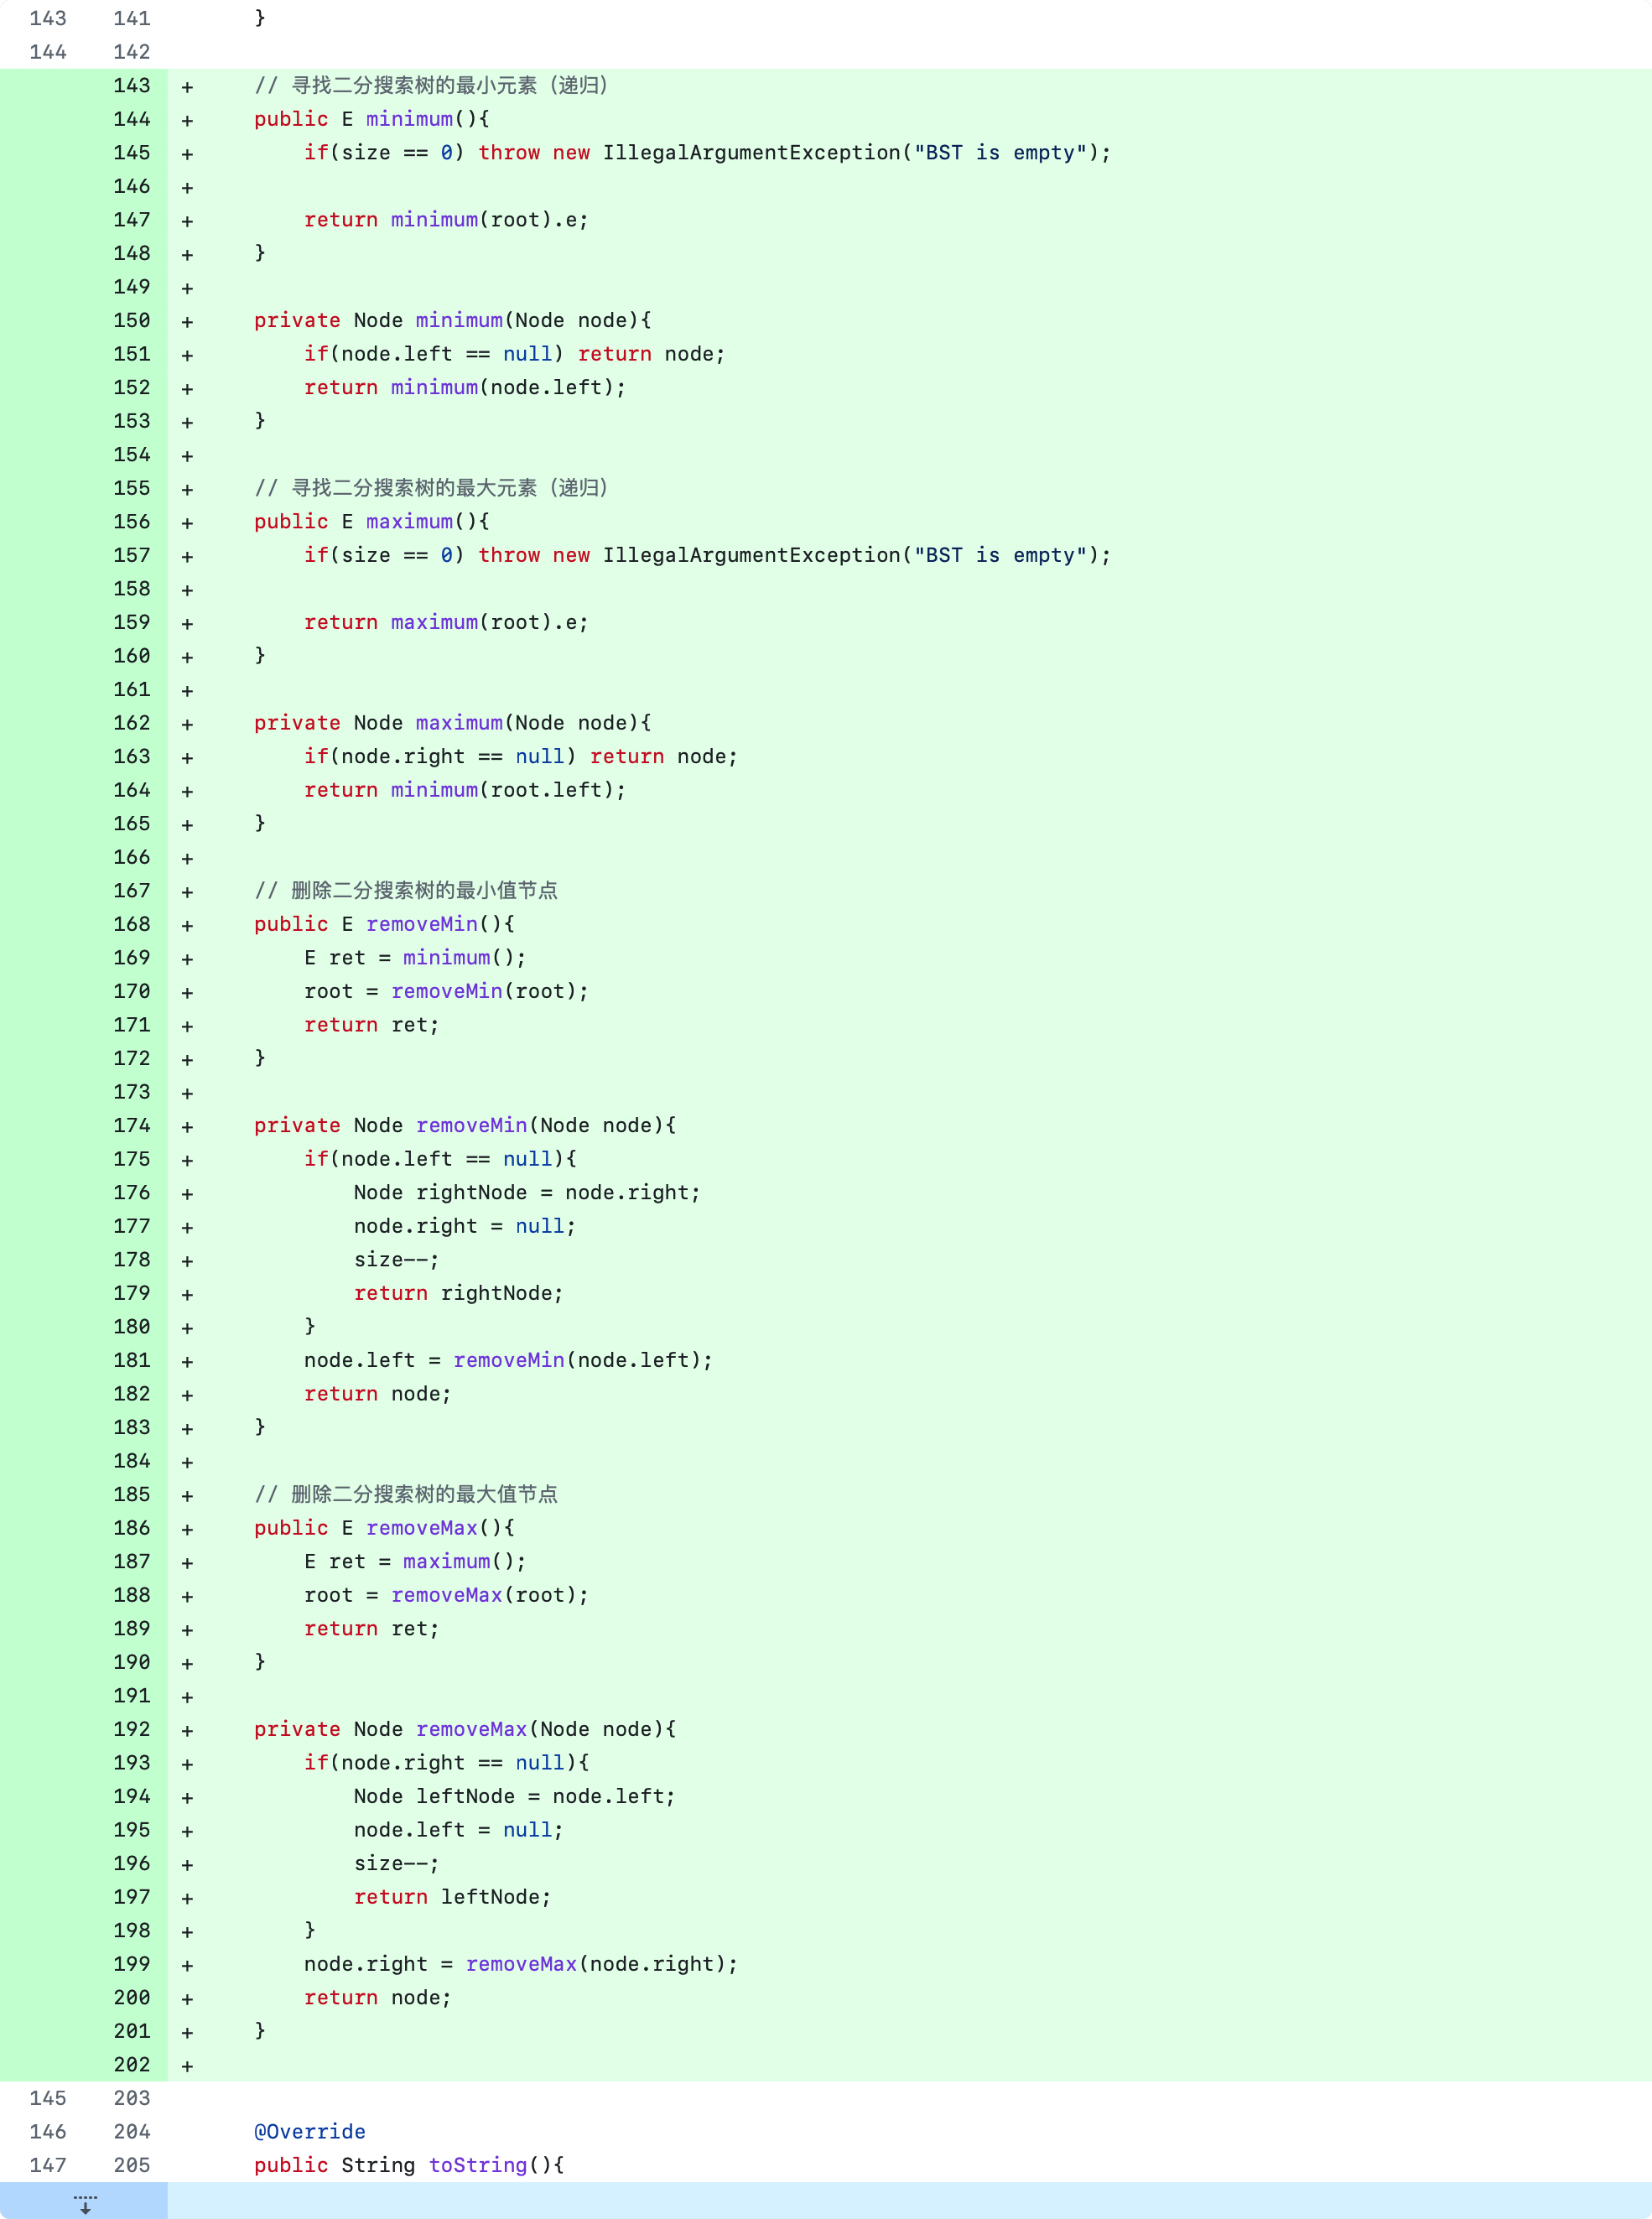 143 141 }
144 142
143 + // 寻找二分搜索树的最小元素（递归）
144 + public E minimum(){
145 + if(size == 0) throw new IllegalArgumentException("BST is empty");
146 +
147 + return minimum(root).e;
148 + }
149 +
150 + private Node minimum(Node node){
151 + if(node.left == null) return node;
152 + return minimum(node.left);
153 + }
154 +
155 + // 寻找二分搜索树的最大元素（递归）
156 + public E maximum(){
157 + if(size == 0) throw new IllegalArgumentException("BST is empty");
158 +
159 + return maximum(root).e;
160 + }
161 +
162 + private Node maximum(Node node){
163 + if(node.right == null) return node;
164 + return minimum(root.left);
165 + }
166 +
167 + // 删除二分搜索树的最小值节点
168 + public E removeMin(){
169 + E ret = minimum();
170 + root = removeMin(root);
171 + return ret;
172 + }
173 +
174 + private Node removeMin(Node node){
175 + if(node.left == null){
176 + Node rightNode = node.right;
177 + node.right = null;
178 + size--;
179 + return rightNode;
180 + }
181 + node.left = removeMin(node.left);
182 + return node;
183 + }
184 +
185 + // 删除二分搜索树的最大值节点
186 + public E removeMax(){
187 + E ret = maximum();
188 + root = removeMax(root);
189 + return ret;
190 + }
191 +
192 + private Node removeMax(Node node){
193 + if(node.right == null){
194 + Node leftNode = node.left;
195 + node.left = null;
196 + size--;
197 + return leftNode;
198 + }
199 + node.right = removeMax(node.right);
200 + return node;
201 + }
202 +
145 203
146 204 @Override
147 205 public String toString(){